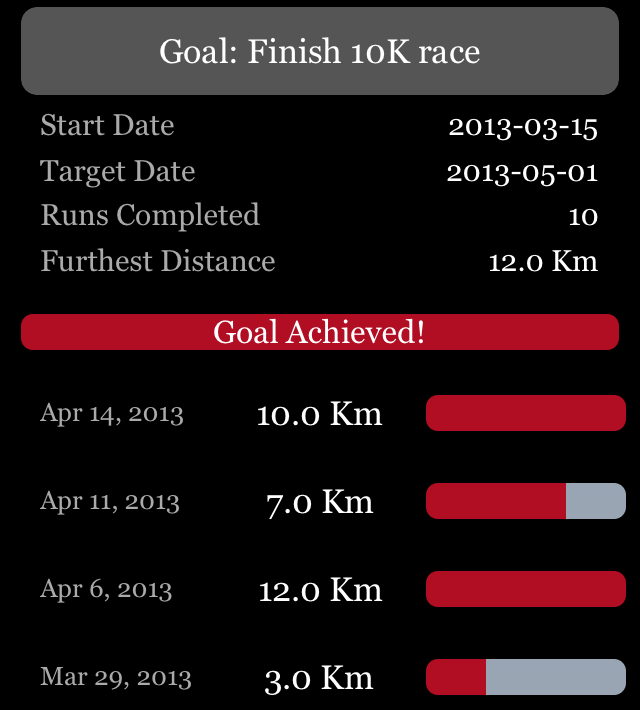 Goal: Finish 10K race
Start Date 2013-03-15
Target Date 2013-05-01
Runs Completed 10
Furthest Distance 12.0 Km
Goal Achieved!
Apr 14, 2013 10.0 Km
Apr 11, 2013 7.0 Km
Apr 6, 2013 12.0 Km
Mar 29, 2013 3.0 Km